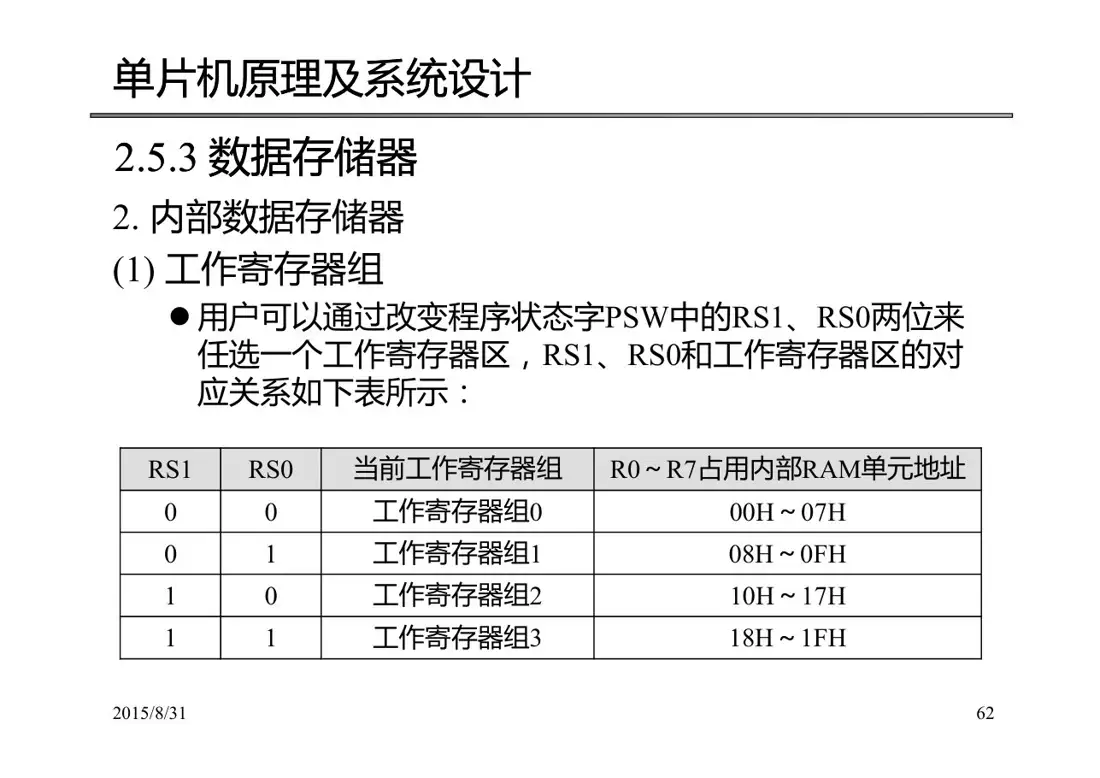 单片机原理及系统设计
2.5.3 数据存储器
2. 内部数据存储器
(1) 工作寄存器组
●用户可以通过改变程序状态字PSW中的RS1、RS0两位来
任选一个工作寄存器区，RS1、RS0和工作寄存器区的对
应关系如下表所示：
RS1 RS0 当前工作寄存器组 R0～R7占用内部RAM单元地址
0 0 工作寄存器组0 00H～07H
0 1 工作寄存器组1 08H～0FH
1 0 工作寄存器组2 10H～17H
1 1 工作寄存器组3 18H～1FH
2015/8/31 62